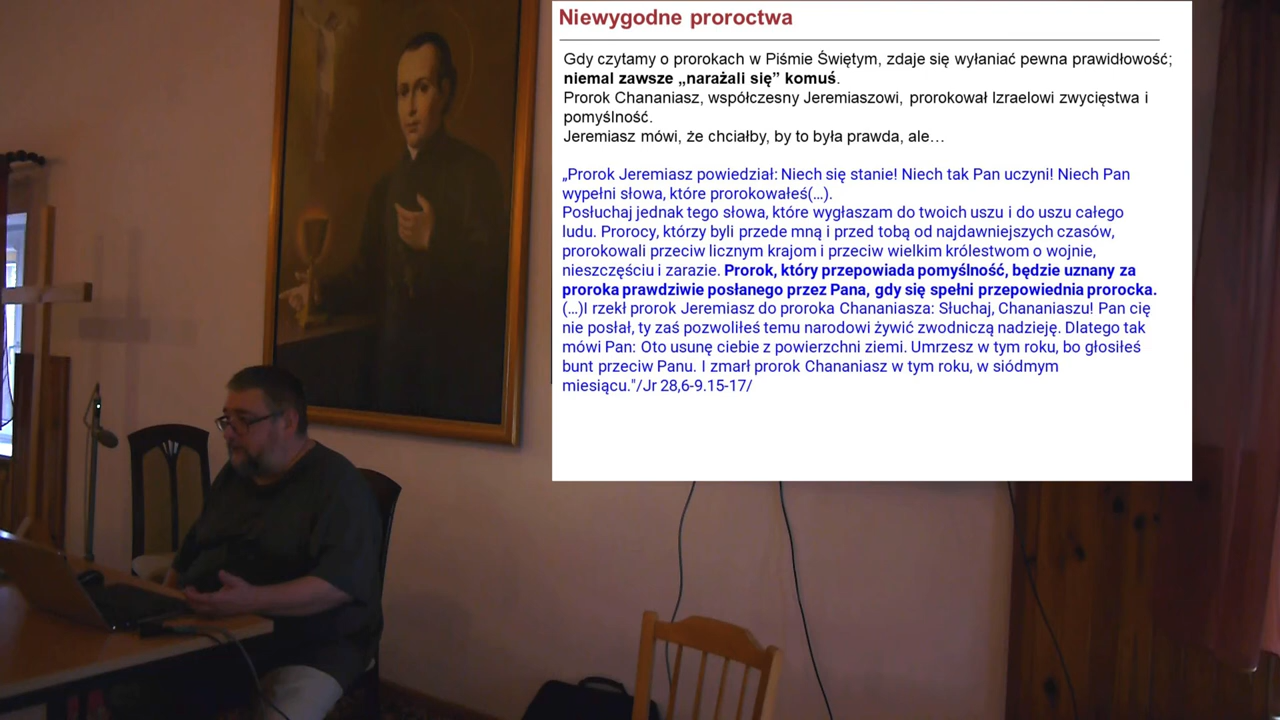 Niewygodne proroctwa
Gdy czytamy o prorokach w Piśmie Świętym, zdaje się wyłaniać pewna prawidłowość;
niemal zawsze „narażali się” komuś.
Prorok Chananiasz, współczesny Jeremiaszowi, prorokował Izraelowi zwycięstwa i
pomyślność.
Jeremiasz mówi, że chciałby, by to była prawda, ale…
„Prorok Jeremiasz powiedział: Niech się stanie! Niech tak Pan uczyni! Niech Pan
wypełni słowa, które prorokowałeś(…).
Posłuchaj jednak tego słowa, które wygłaszam do twoich uszu i do uszu całego
ludu. Prorocy, którzy byli przede mną i przed tobą od najdawniejszych czasów,
prorokowali przeciw licznym krajom i przeciw wielkim królestwom o wojnie,
nieszczęściu i zarazie. Prorok, który przepowiada pomyślność, będzie uznany za
proroka prawdziwie posłanego przez Pana, gdy się spełni przepowiednia prorocka.
(…)I rzekł prorok Jeremiasz do proroka Chananiasza: Słuchaj, Chananiaszu! Pan cię
nie posłał, ty zaś pozwoliłeś temu narodowi żywić zwodniczą nadzieję. Dlatego tak
mówi Pan: Oto usunę ciebie z powierzchni ziemi. Umrzesz w tym roku, bo głosiłeś
bunt przeciw Panu. I zmarł prorok Chananiasz w tym roku, w siódmym
miesiącu."/Jr 28,6-9.15-17/